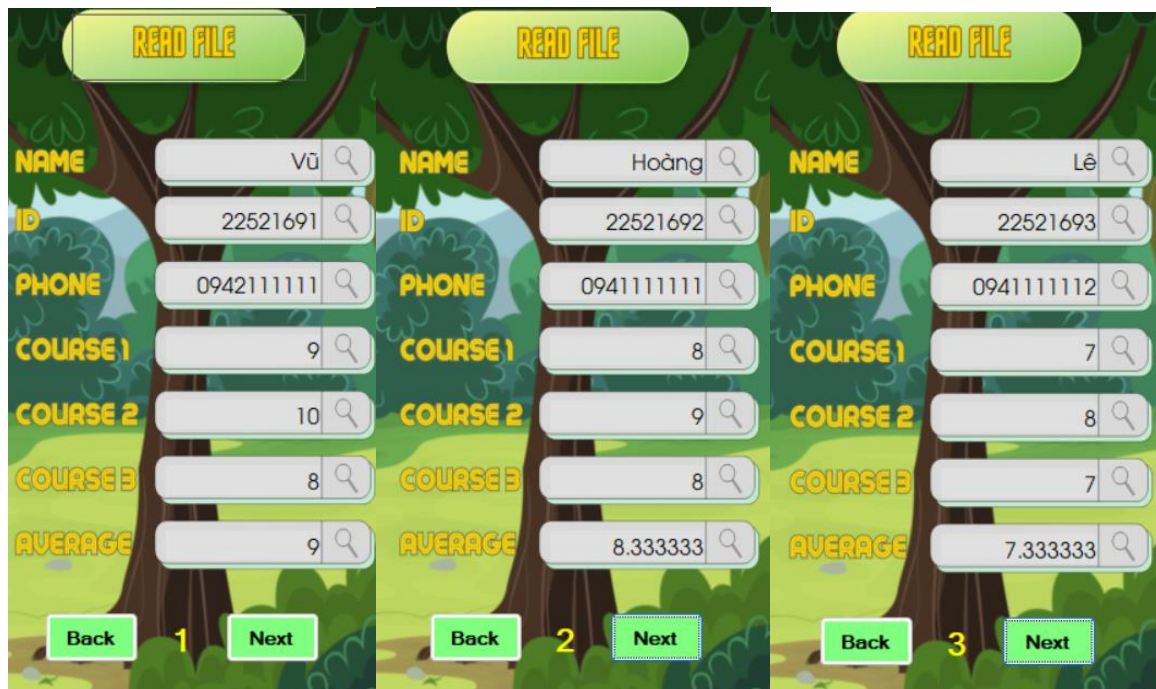 READ FILE
NAME Vũ
ID 22521691
PHONE 0942111111
COURSE 1 9
COURSE 2 10
COURSE 3 8
AVERAGE 9
Back 1 Next
READ FILE
NAME Hoàng
ID 22521692
PHONE 0941111111
COURSE 1 8
COURSE 2 9
COURSE 3 8
AVERAGE 8.333333
Back 2 Next
READ FILE
NAME Lê
ID 22521693
PHONE 0941111112
COURSE 1 7
COURSE 2 8
COURSE 3 7
AVERAGE 7.333333
Back 3 Next